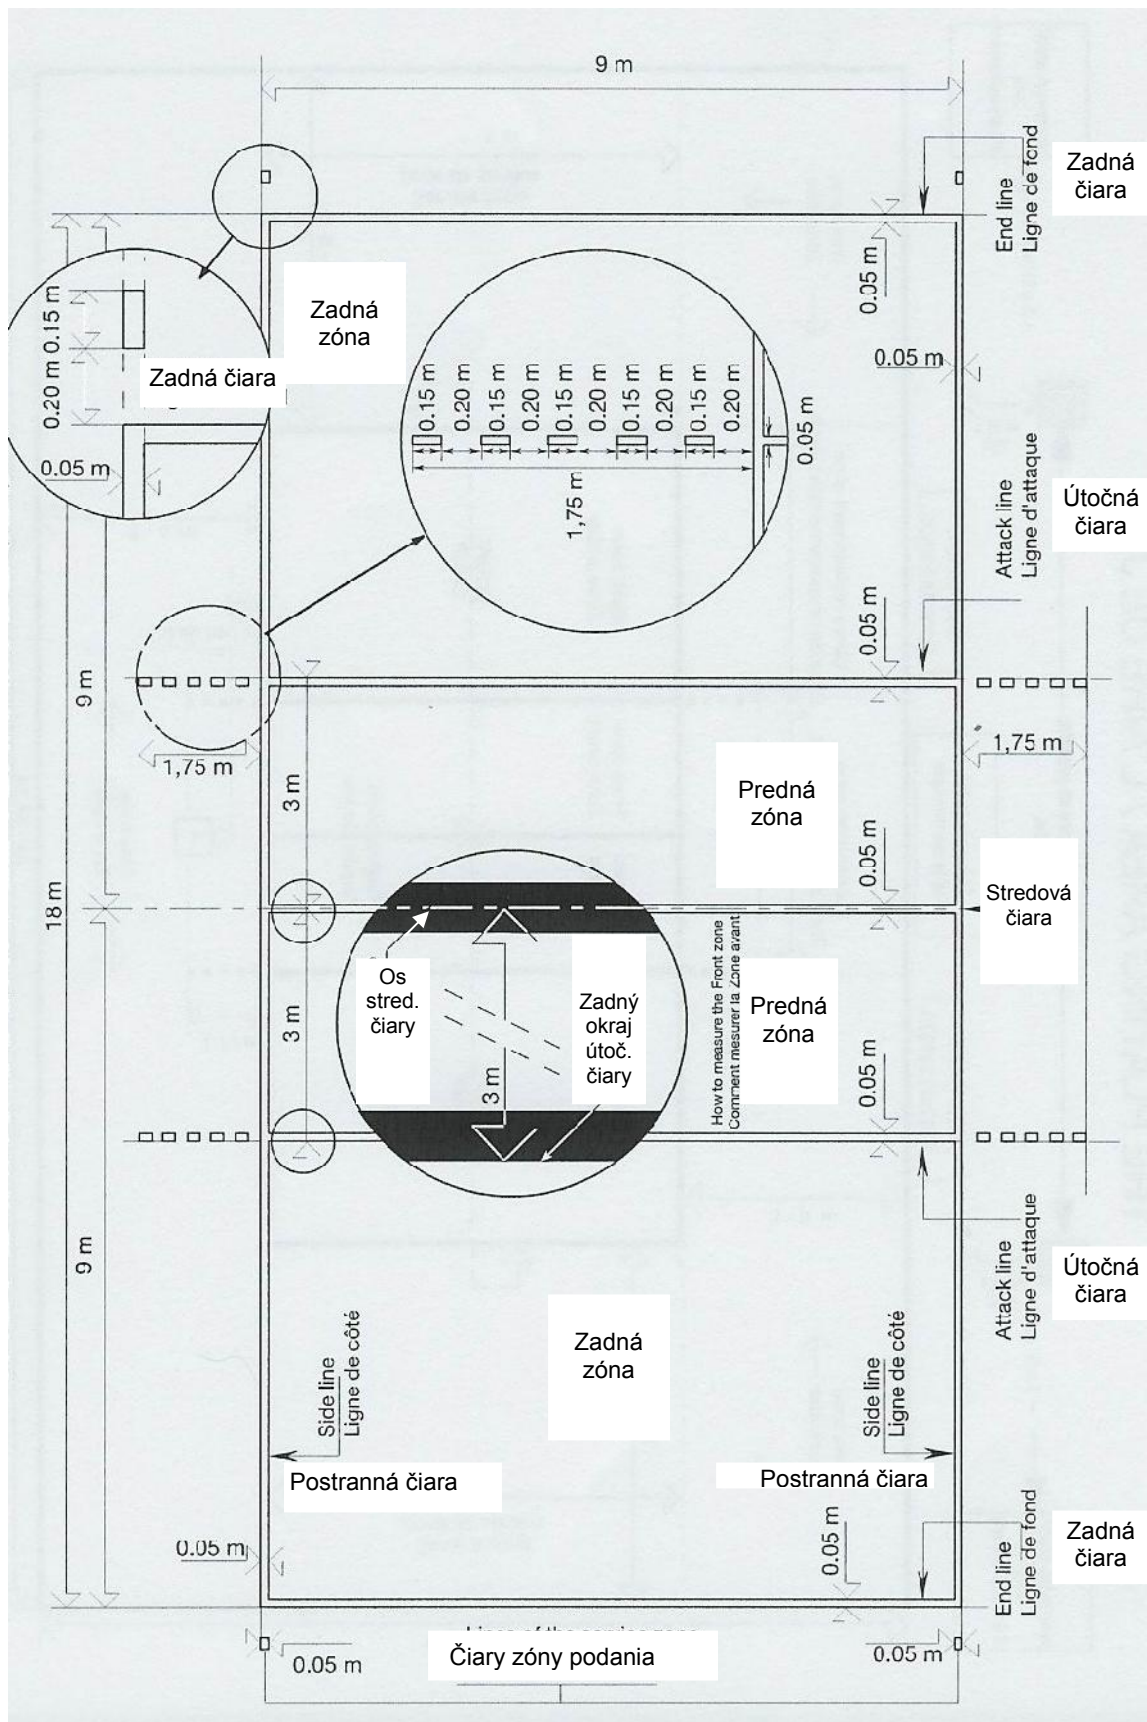 9 m
End line
Ligne de fond
Zadná
čiara
0.15 m
0.20 m
Zadná čiara
0.05 m
Zadná
zóna
0.15 m
0.20 m
0.15 m
0.20 m
0.15 m
0.20 m
0.15 m
0.20 m
0.15 m
0.20 m
0.05 m
1,75 m
0.05 m
0.05 m
Attack line
Ligne d'attaque
Útočná
čiara
0.05 m
9 m
1,75 m
1,75 m
3 m
Predná
zóna
0.05 m
18 m
Stredová
čiara
Os
stred.
čiary
Zadný
okraj
útoč.
čiary
3 m
How to measure the Front zone
Comment mesurer la Zone avant
Predná
zóna
3 m
0.05 m
9 m
Attack line
Ligne d'attaque
Útočná
čiara
Zadná
zóna
Side line
Ligne de côté
Postranná čiara
Side line
Ligne de côté
Postranná čiara
0.05 m
0.05 m
End line
Ligne de fond
Zadná
čiara
0.05 m
Čiary zóny podania
0.05 m